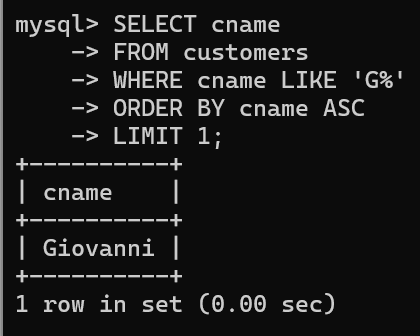 mysql> SELECT cname
    -> FROM customers
    -> WHERE cname LIKE 'G%'
    -> ORDER BY cname ASC
    -> LIMIT 1;
+----------+
| cname    |
+----------+
| Giovanni |
+----------+
1 row in set (0.00 sec)